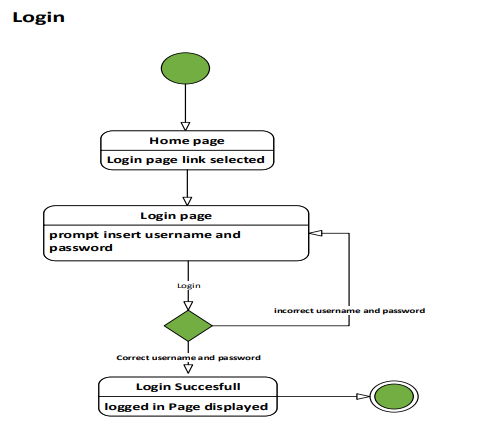 Login
Home page
Login page link selected
Login page
prompt insert username and
password
Login
incorrect username and password
Correct username and password
Login Succesfull
logged in Page displayed